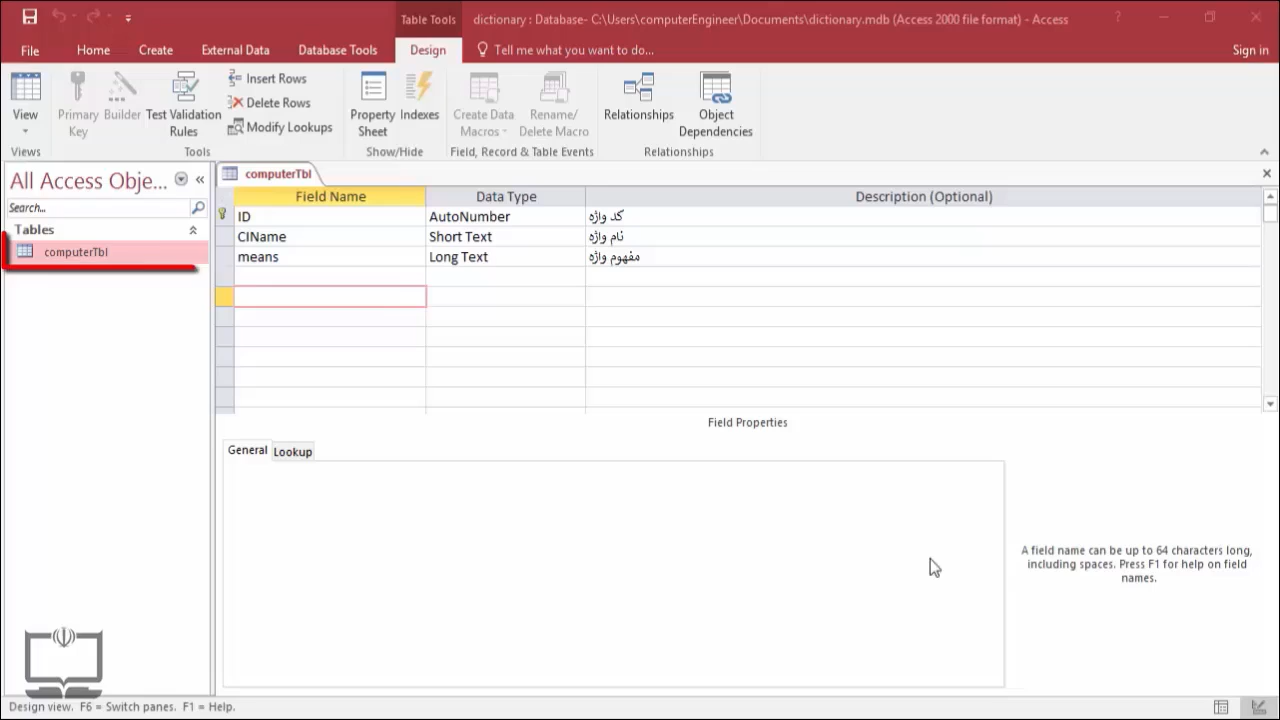 Table Tools
dictionary : Database- C:\Users\computerEngineer\Documents\dictionary.mdb (Access 2000 file format) - Access
File Home Create External Data Database Tools Design Tell me what you want to do... Sign in
View
Views
Primary Key
Builder
Test Validation Rules
Insert Rows
Delete Rows
Modify Lookups
Tools
Property Sheet
Indexes
Show/Hide
Create Data Macros
Rename/ Delete Macro
Field, Record & Table Events
Relationships
Object Dependencies
Relationships
All Access Obje...
Search...
Tables
computerTbl
computerTbl
Field Name Data Type Description (Optional)
ID AutoNumber کد واژه
CIName Short Text نام واژه
means Long Text مفهوم واژه
Field Properties
General Lookup
A field name can be up to 64 characters long,
including spaces. Press F1 for help on field
names.
Design view. F6 = Switch panes. F1 = Help.